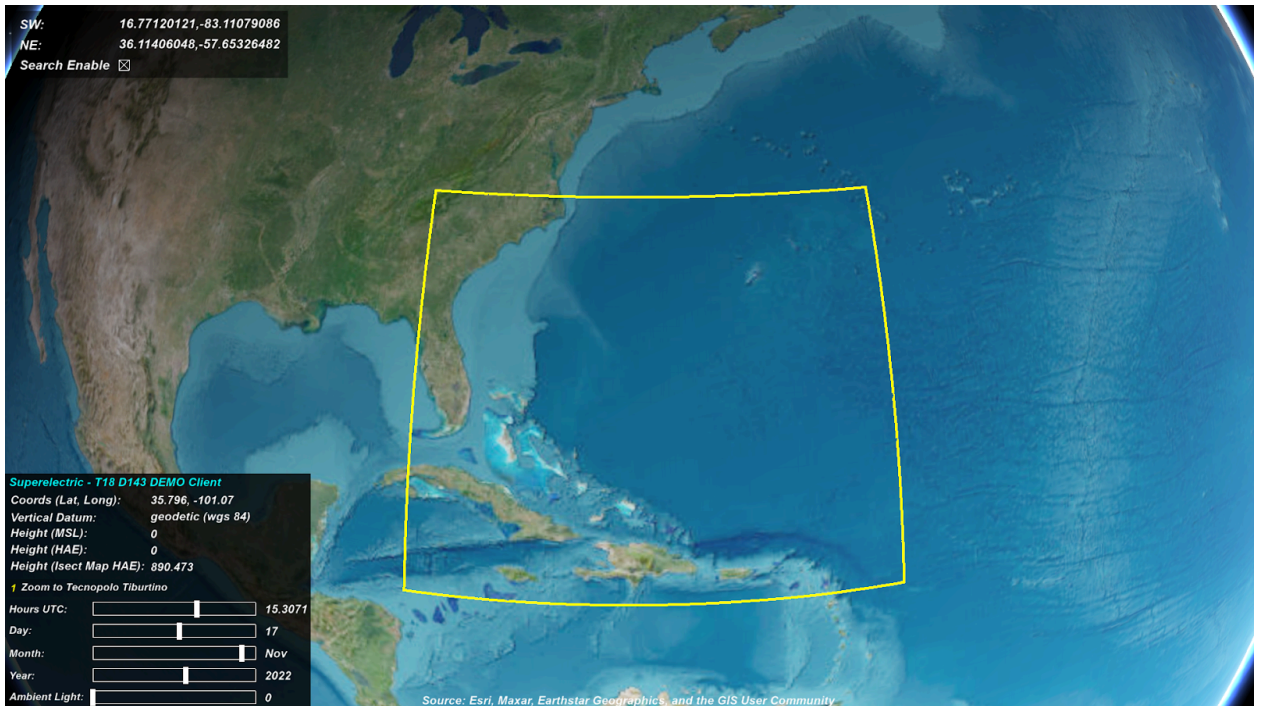 SW: 16.77120121,-83.11079086
NE: 36.11406048,-57.65326482
Search Enable
Superelectric - T18 D143 DEMO Client
Coords (Lat, Long): 35.796, -101.07
Vertical Datum: geodetic (wgs 84)
Height (MSL): 0
Height (HAE): 0
Height (Isect Map HAE): 890.473
1 Zoom to Tecnopolo Tiburtino
Hours UTC: 15.3071
Day: 17
Month: Nov
Year: 2022
Ambient Light: 0
Source: Esri, Maxar, Earthstar Geographics, and the GIS User Community